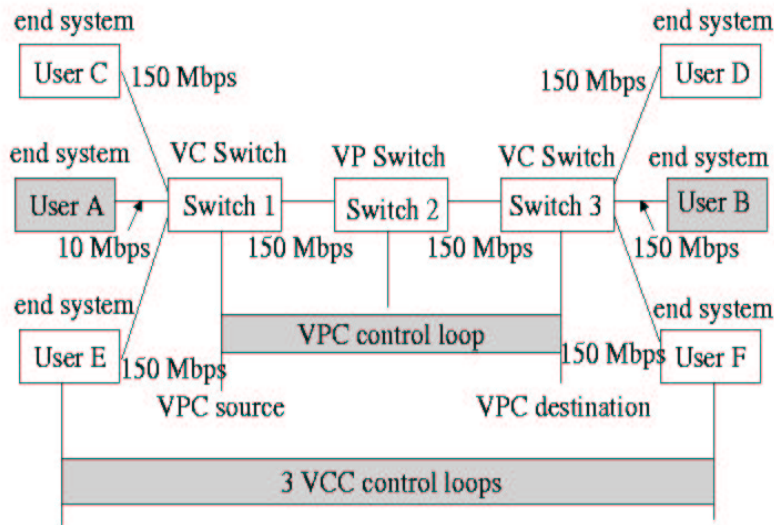 end system
User C
150 Mbps
end system
User D
150 Mbps
end system
User A
10 Mbps
VC Switch
Switch 1
150 Mbps
VP Switch
Switch 2
150 Mbps
VC Switch
Switch 3
end system
User B
150 Mbps
end system
User E
150 Mbps
VPC control loop
end system
User F
150 Mbps
VPC source
VPC destination
3 VCC control loops